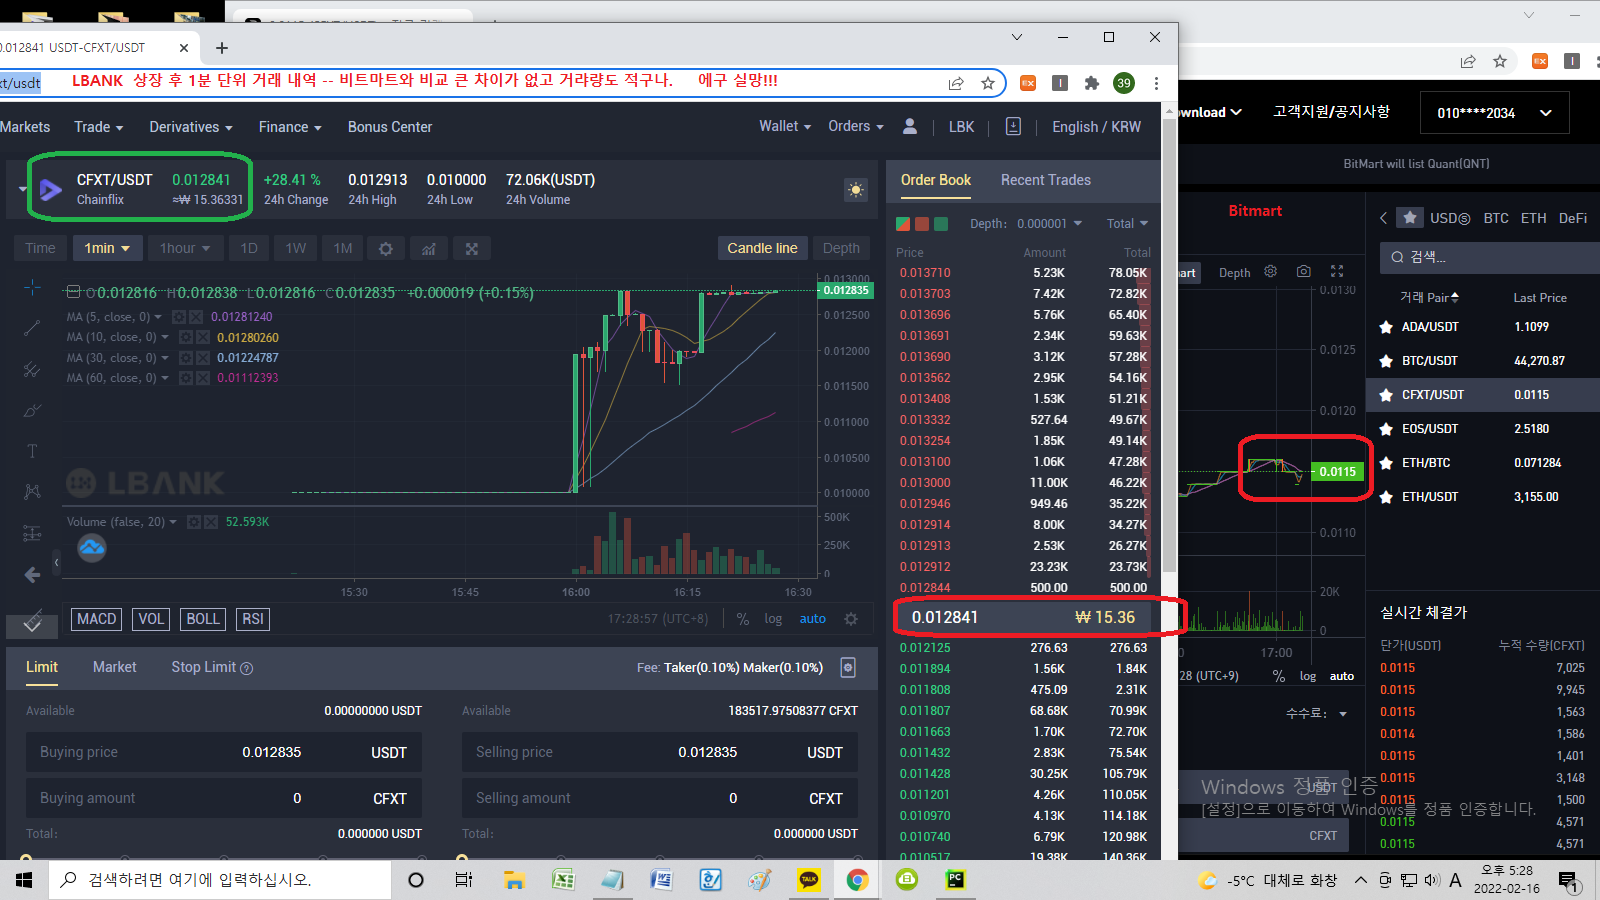 0.012841 USDT-CFXT/USDT
xt/usdt
LBANK 상장 후 1분 단위 거래 내역 -- 비트마트와 비교 큰 차이가 없고 거랴량도 적구나. 에구 실망!!!
39
Markets Trade Derivatives Finance Bonus Center Wallet Orders LBK English / KRW
CFXT/USDT 0.012841 +28.41 % 0.012913 0.010000 72.06K(USDT)
Chainflix ≈₩ 15.36331 24h Change 24h High 24h Low 24h Volume
Time 1min 1hour 1D 1W 1M Candle line Depth
O0.012816 H0.012838 L0.012816 C0.012835 +0.000019 (+0.15%)
MA (5, close, 0) 0.01281240
MA (10, close, 0) 0.01280260
MA (30, close, 0) 0.01224787
MA (60, close, 0) 0.01112393
0.013000
0.012835
0.012500
0.012000
0.011500
0.011000
0.010500
0.010000
LBANK
Volume (false, 20) 52.593K
500K
250K
0
15:30 15:45 16:00 16:15 16:30
MACD VOL BOLL RSI 17:28:57 (UTC+8) % log auto
Limit Market Stop Limit Fee: Taker(0.10%) Maker(0.10%)
Available 0.00000000 USDT Available 183517.97508377 CFXT
Buying price 0.012835 USDT Selling price 0.012835 USDT
Buying amount 0 CFXT Selling amount 0 CFXT
Total: 0.000000 USDT Total: 0.000000 USDT
Order Book Recent Trades
Depth: 0.000001 Total
Price Amount Total
0.013710 5.23K 78.05K
0.013703 7.42K 72.82K
0.013696 5.76K 65.40K
0.013691 2.34K 59.63K
0.013690 3.12K 57.28K
0.013562 2.95K 54.16K
0.013408 1.53K 51.21K
0.013332 527.64 49.67K
0.013254 1.85K 49.14K
0.013100 1.06K 47.28K
0.013000 11.00K 46.22K
0.012946 949.46 35.22K
0.012914 8.00K 34.27K
0.012913 2.53K 26.27K
0.012912 23.23K 23.73K
0.012844 500.00 500.00
0.012841 ₩ 15.36
0.012125 276.63 276.63
0.011894 1.56K 1.84K
0.011808 475.09 2.31K
0.011807 68.68K 70.99K
0.011663 1.70K 72.70K
0.011432 2.83K 75.54K
0.011428 30.25K 105.79K
0.011201 4.26K 110.05K
0.010970 4.13K 114.18K
0.010740 6.79K 120.98K
0.010517 19.38K 140.36K
ownload 고객지원/공지사항 010****2034
BitMart will list Quant(QNT)
Bitmart
USDⓢ BTC ETH DeFi
검색...
art Depth
거래 Pair Last Price
ADA/USDT 1.1099
BTC/USDT 44,270.87
CFXT/USDT 0.0115
EOS/USDT 2.5180
ETH/BTC 0.071284
ETH/USDT 3,155.00
0.0130
0.0125
0.0120
0.0115
0.0110
20K
0
17:00
28 (UTC+9) % log auto
수수료:
USDT
CFXT
실시간 체결가
단가(USDT) 누적 수량(CFXT)
0.0115 7,025
0.0115 9,945
0.0115 1,563
0.0114 1,586
0.0115 1,401
0.0115 3,148
0.0115 1,500
0.0115 4,571
0.0115 4,571
Windows 정품 인증
[설정]으로 이동하여 Windows를 정품 인증합니다.
검색하려면 여기에 입력하십시오.
TALK
PC
-5°C 대체로 화창
A
오후 5:28
2022-02-16
1